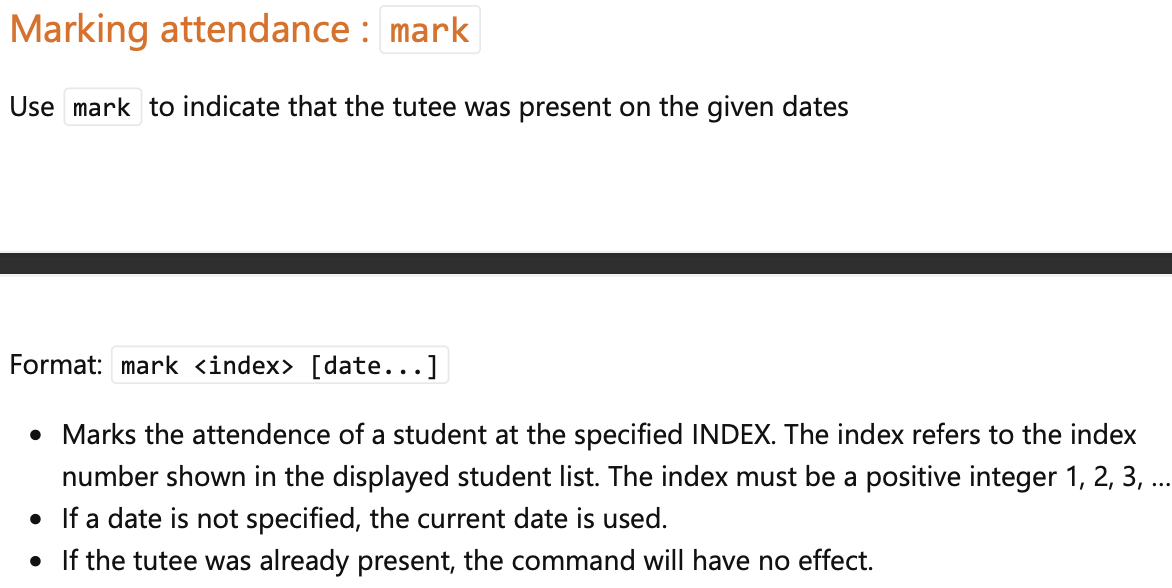 Marking attendance : mark
Use mark to indicate that the tutee was present on the given dates
Format: mark <index> [date...]
• Marks the attendence of a student at the specified INDEX. The index refers to the index
number shown in the displayed student list. The index must be a positive integer 1, 2, 3, …
• If a date is not specified, the current date is used.
• If the tutee was already present, the command will have no effect.